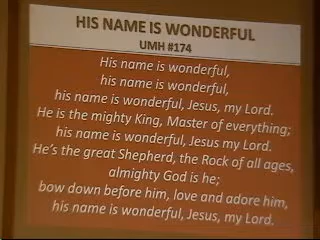 HIS NAME IS WONDERFUL
UMH #174
His name is wonderful,
his name is wonderful,
his name is wonderful, Jesus, my Lord.
He is the mighty King, Master of everything;
his name is wonderful, Jesus my Lord.
He's the great Shepherd, the Rock of all ages,
almighty God is he;
bow down before him, love and adore him,
his name is wonderful, Jesus, my Lord.